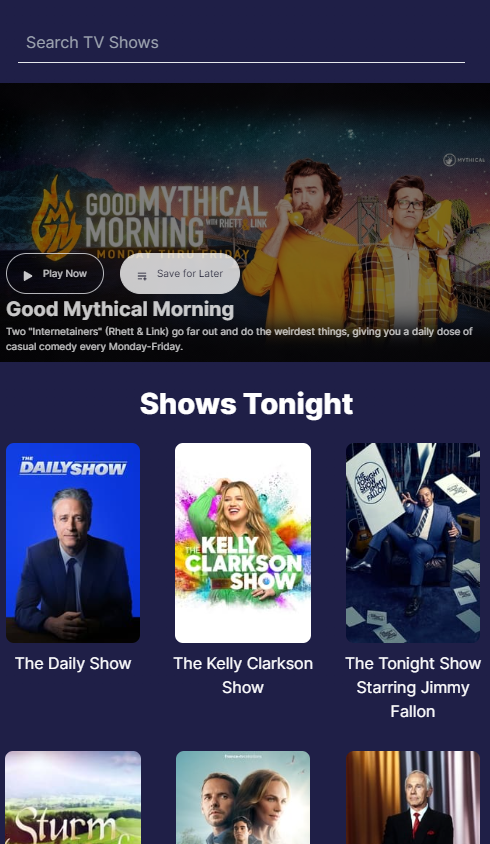 Search TV Shows
MYTHICAL
GOOD MYTHICAL
MORNING WITH RHETT & LINK
MONDAY THRU FRIDAY
Play Now
Save for Later
Good Mythical Morning
Two "Internetainers" (Rhett & Link) go far out and do the weirdest things, giving you a daily dose of
casual comedy every Monday-Friday.
Shows Tonight
THE
DAILY SHOW
THE KELLY
CLARKSON
SHOW
THE
TONIGHT
SHOW
JIMMY
FALLON
The Daily Show
The Kelly Clarkson
Show
The Tonight Show
Starring Jimmy
Fallon
Sturm